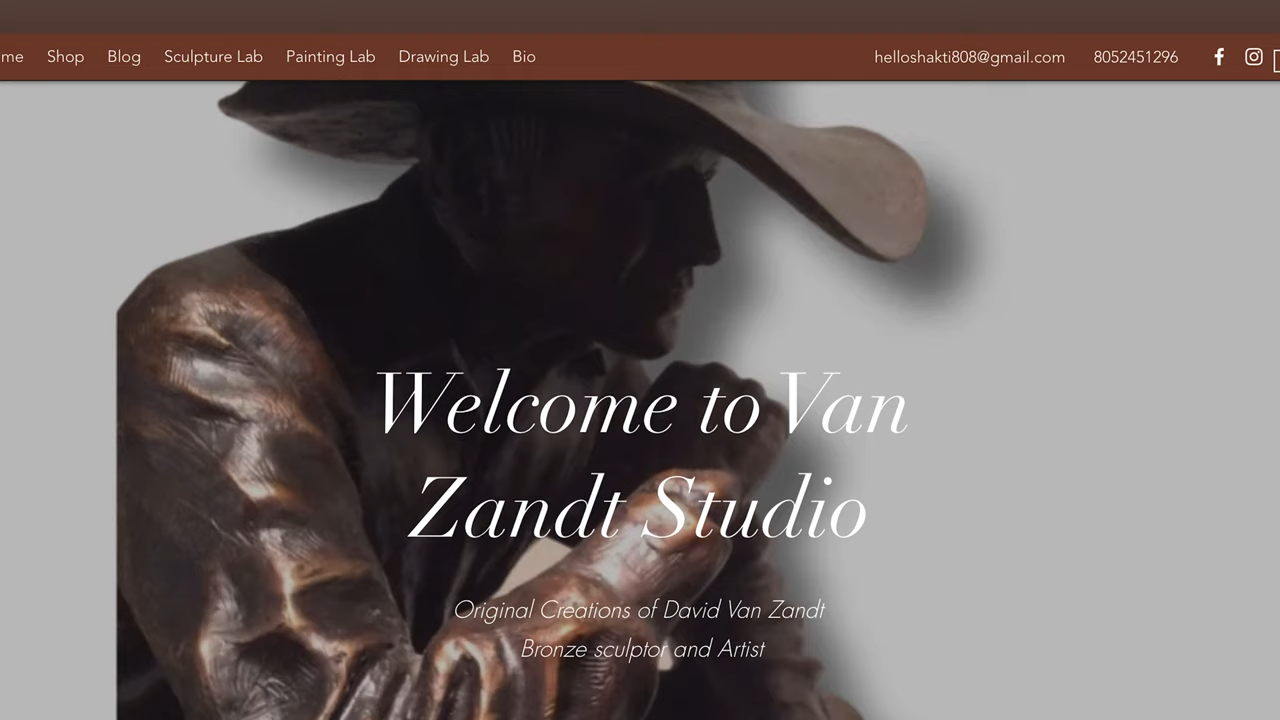 me Shop Blog Sculpture Lab Painting Lab Drawing Lab Bio helloshakti808@gmail.com 8052451296
Welcome to Van
Zandt Studio
Original Creations of David Van Zandt
Bronze sculptor and Artist